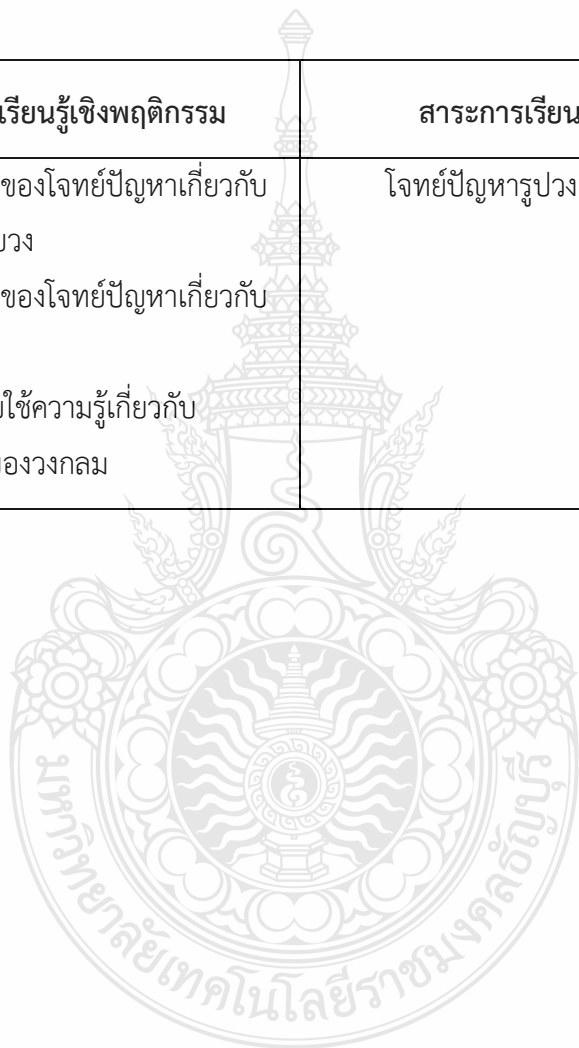 เรียนรู้เชิงพฤติกรรม สาระการเรียน
ของโจทย์ปัญหาเกี่ยวกับ โจทย์ปัญหารูปวง
ของโจทย์ปัญหาเกี่ยวกับ
ใช้ความรู้เกี่ยวกับ
ของวงกลม
มหาวิทยาลัยเทคโนโลยีราชมงคลธัญบุรี